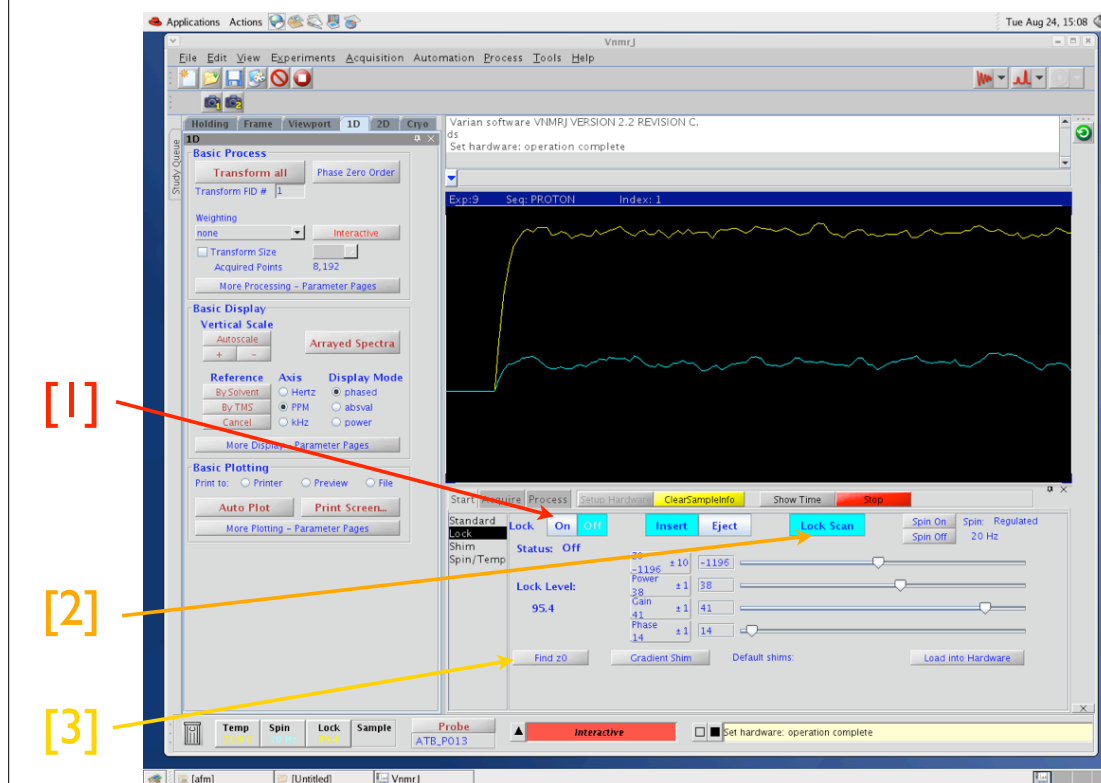 Applications Actions
Tue Aug 24, 15:08
VnmrJ
File Edit View Experiments Acquisition Automation Process Tools Help
Study Queue
Holding Frame Viewport 1D 2D Cryo
1D
Basic Process
Transform all Phase Zero Order
Transform FID # 1
Weighting
none Interactive
Transform Size
Acquired Points 8,192
More Processing - Parameter Pages
Basic Display
Vertical Scale
Autoscale
+ -
Arrayed Spectra
Reference Axis Display Mode
By Solvent Hertz phased
By TMS PPM absval
Cancel kHz power
More Display - Parameter Pages
Basic Plotting
Print to: Printer Preview File
Auto Plot Print Screen...
More Plotting - Parameter Pages
Varian software VNMRJ VERSION 2.2 REVISION C.
ds
Set hardware: operation complete
Exp:9 Seq: PROTON Index: 1
[1]
[2]
[3]
Start Acquire Process Setup Hardware ClearSampleInfo Show Time Stop
Standard
Lock
Shim
Spin/Temp
Lock On Off Insert Eject Lock Scan Spin On Spin: Regulated
Spin Off 20 Hz
Status: Off
Lock Level:
95.4
-1196 ±10 -1196
Power
38 ±1 38
Gain
41 ±1 41
Phase
14 ±1 14
Find z0 Gradient Shim Default shims: Load into Hardware
Temp Spin Lock Sample
Probe
ATB_P013
Interactive
Set hardware: operation complete
[afm] [Untitled] VnmrJ